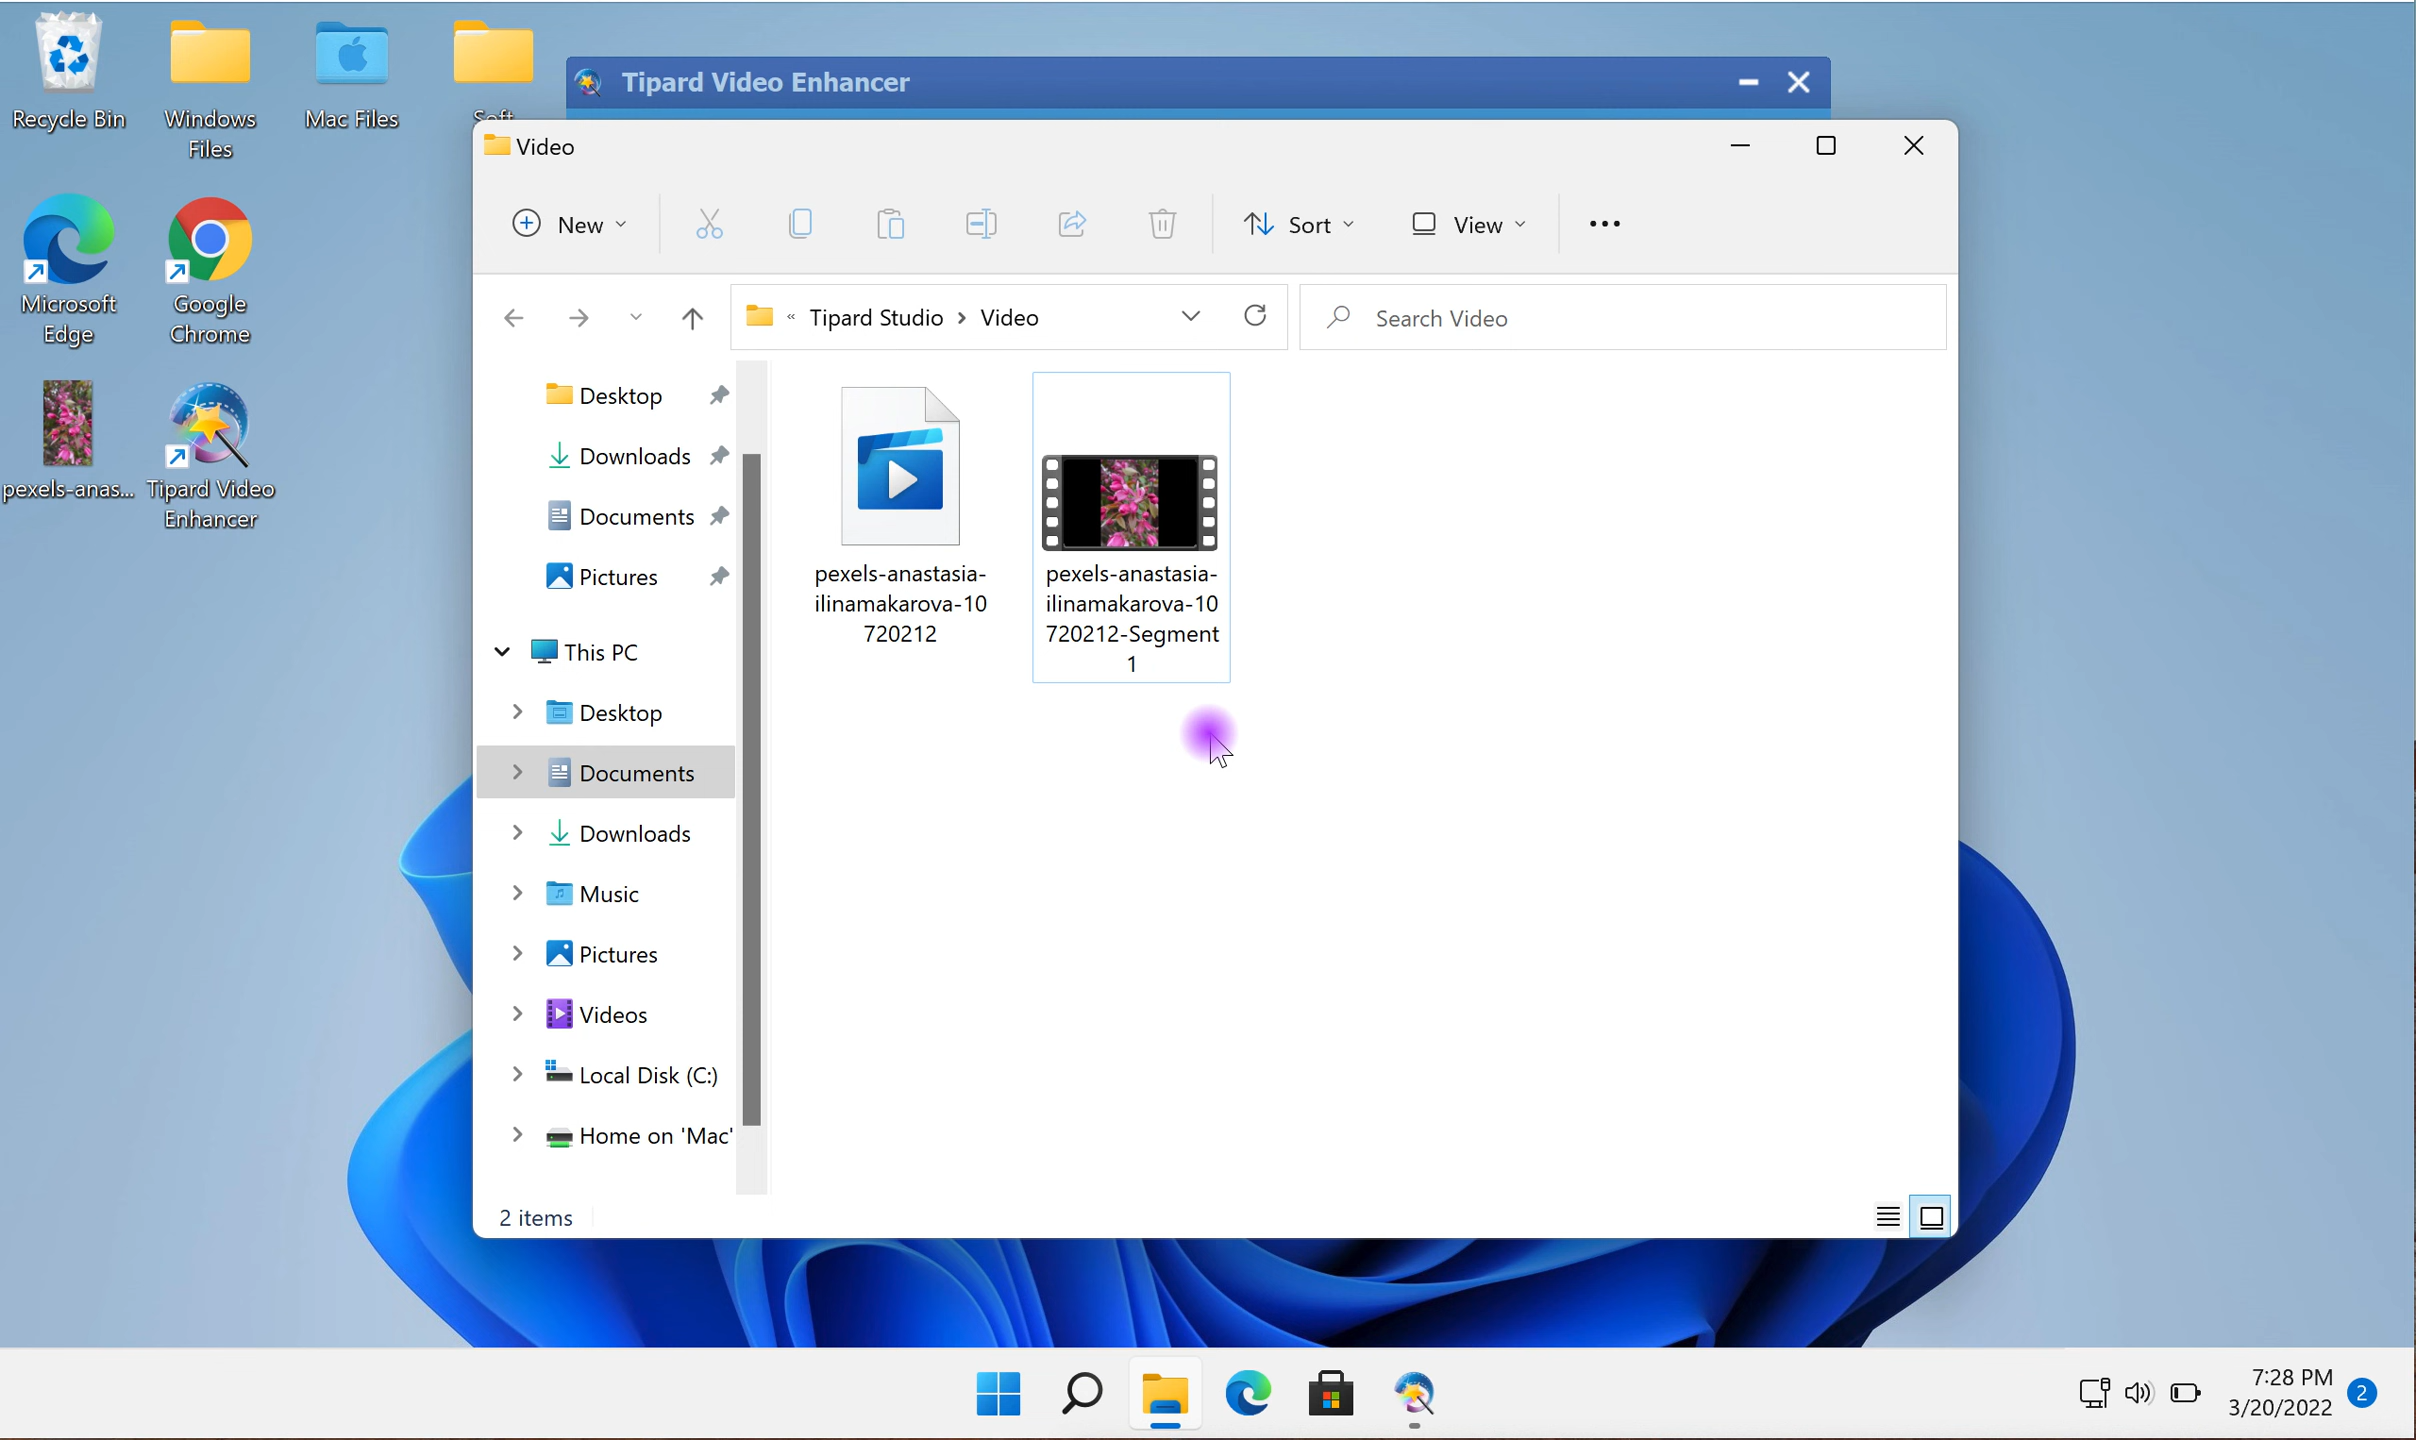 Recycle Bin
Windows
Files
Mac Files
Soft
Microsoft
Edge
Google
Chrome
pexels-anas...
Tipard Video
Enhancer
Tipard Video Enhancer
Video
New
Sort
View
« Tipard Studio › Video
Search Video
Desktop
Downloads
Documents
Pictures
This PC
Desktop
Documents
Downloads
Music
Pictures
Videos
Local Disk (C:)
Home on 'Mac'
pexels-anastasia-
ilinamakarova-10
720212
pexels-anastasia-
ilinamakarova-10
720212-Segment
1
2 items
7:28 PM
3/20/2022
2